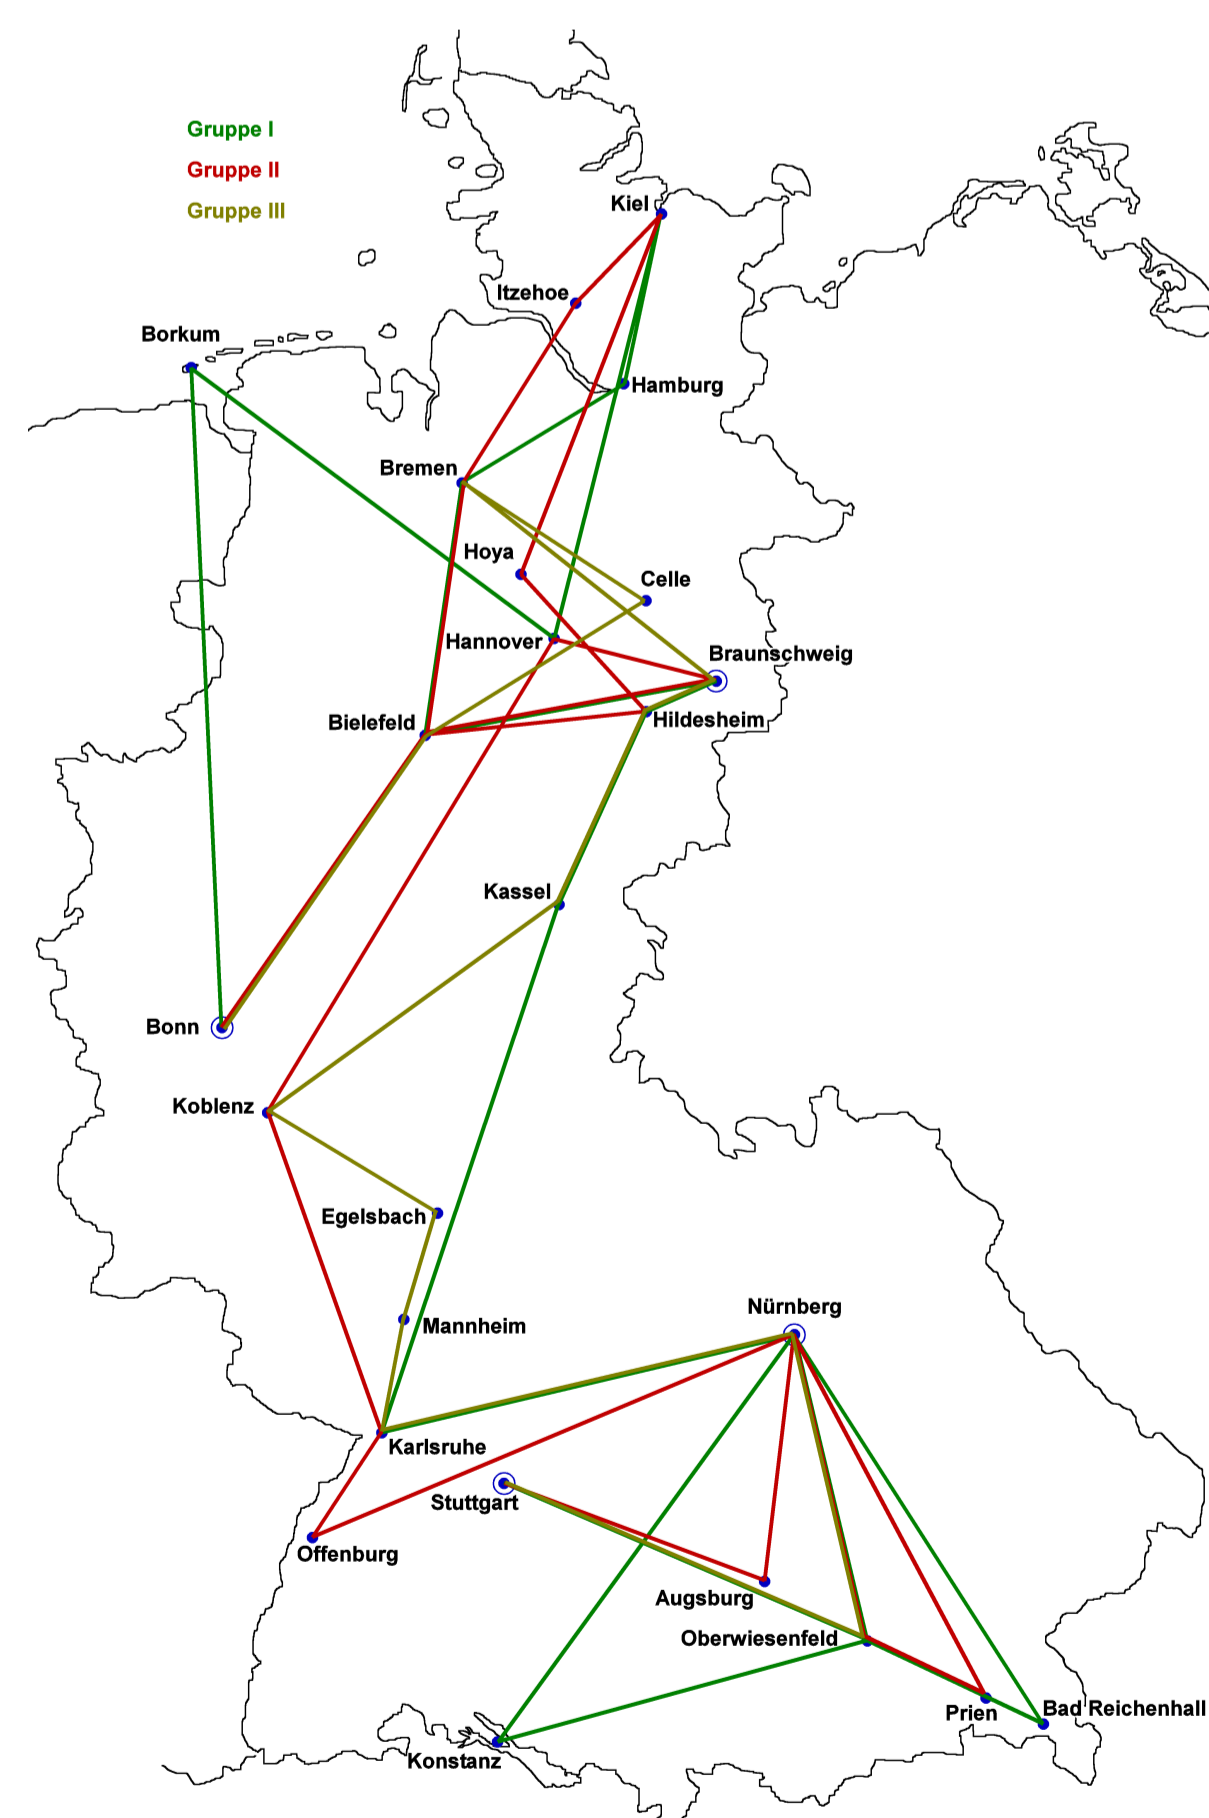 Gruppe I
Gruppe II
Gruppe III
Kiel
Itzehoe
Borkum
Hamburg
Bremen
Hoya
Celle
Hannover
Braunschweig
Bielefeld
Hildesheim
Kassel
Bonn
Koblenz
Egelsbach
Nürnberg
Mannheim
Karlsruhe
Stuttgart
Offenburg
Augsburg
Oberwiesenfeld
Bad Reichenhall
Prien
Konstanz